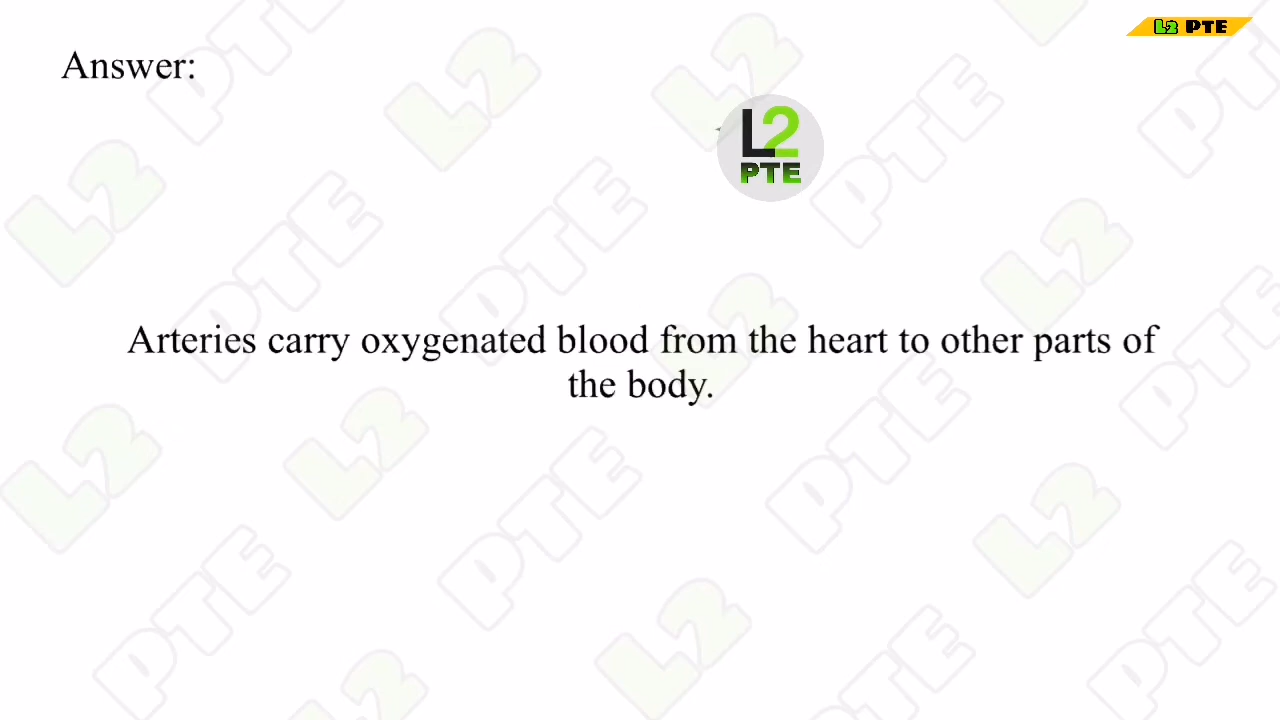 L2 PTE
Answer:
L2
PTE
Arteries carry oxygenated blood from the heart to other parts of
the body.